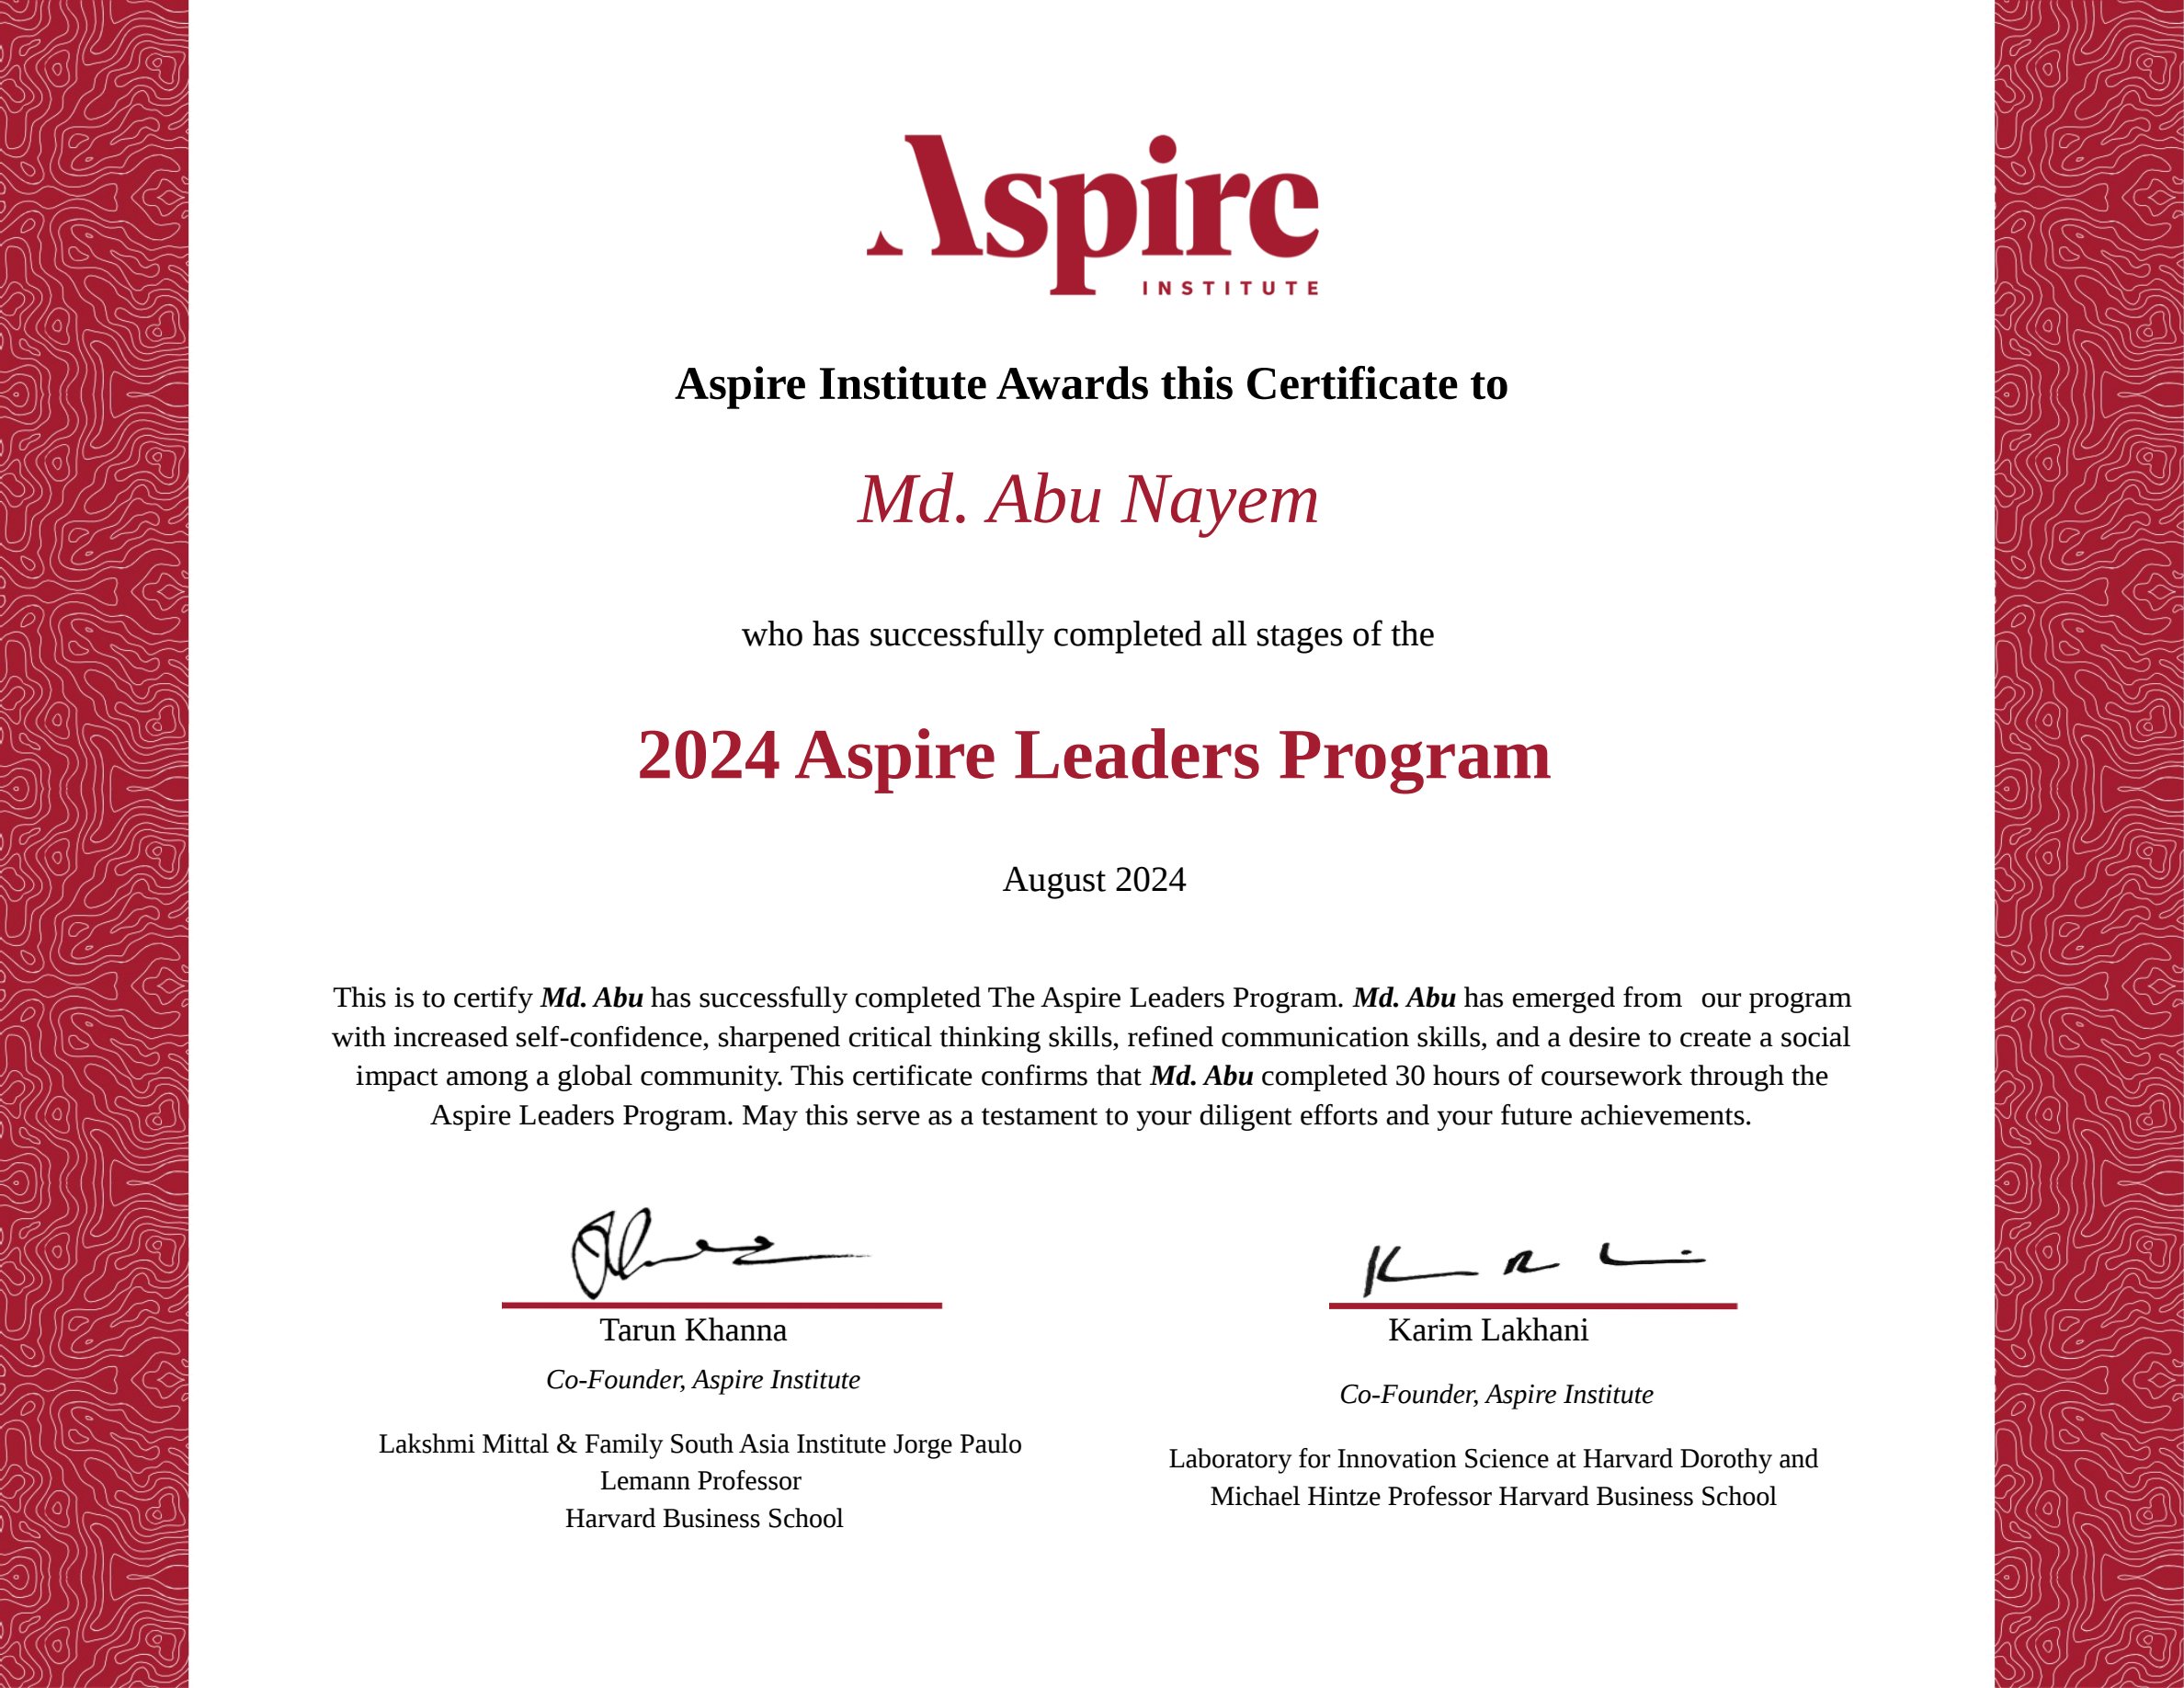 Aspire
INSTITUTE
Aspire Institute Awards this Certificate to
Md. Abu Nayem
who has successfully completed all stages of the
2024 Aspire Leaders Program
August 2024
This is to certify Md. Abu has successfully completed The Aspire Leaders Program. Md. Abu has emerged from our program
with increased self-confidence, sharpened critical thinking skills, refined communication skills, and a desire to create a social
impact among a global community. This certificate confirms that Md. Abu completed 30 hours of coursework through the
Aspire Leaders Program. May this serve as a testament to your diligent efforts and your future achievements.
Tarun Khanna
Co-Founder, Aspire Institute
Lakshmi Mittal & Family South Asia Institute Jorge Paulo
Lemann Professor
Harvard Business School
Karim Lakhani
Co-Founder, Aspire Institute
Laboratory for Innovation Science at Harvard Dorothy and
Michael Hintze Professor Harvard Business School